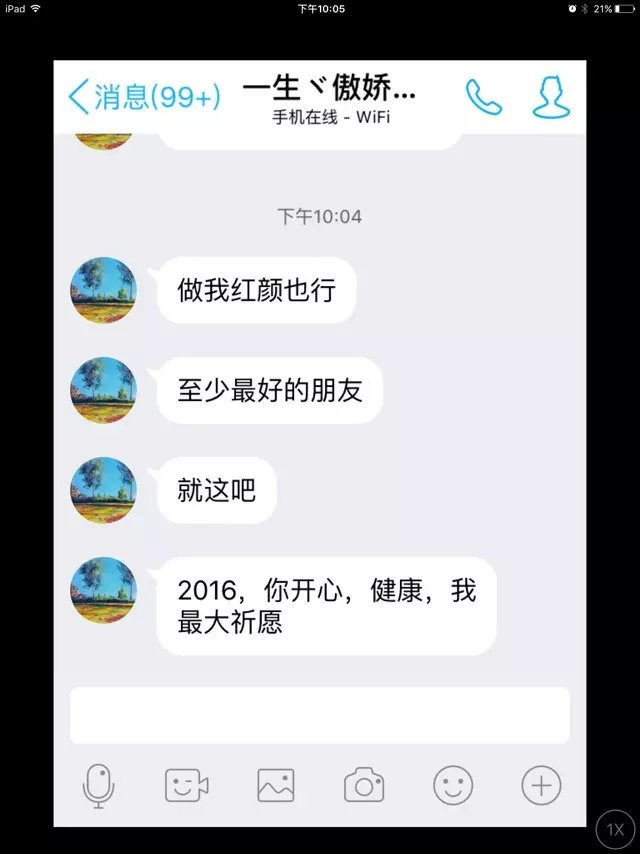 iPad
下午10:05
21%
消息(99+)
一生ヾ傲娇...
手机在线 - WiFi
下午10:04
做我红颜也行
至少最好的朋友
就这吧
2016，你开心，健康，我
最大祈愿
1X